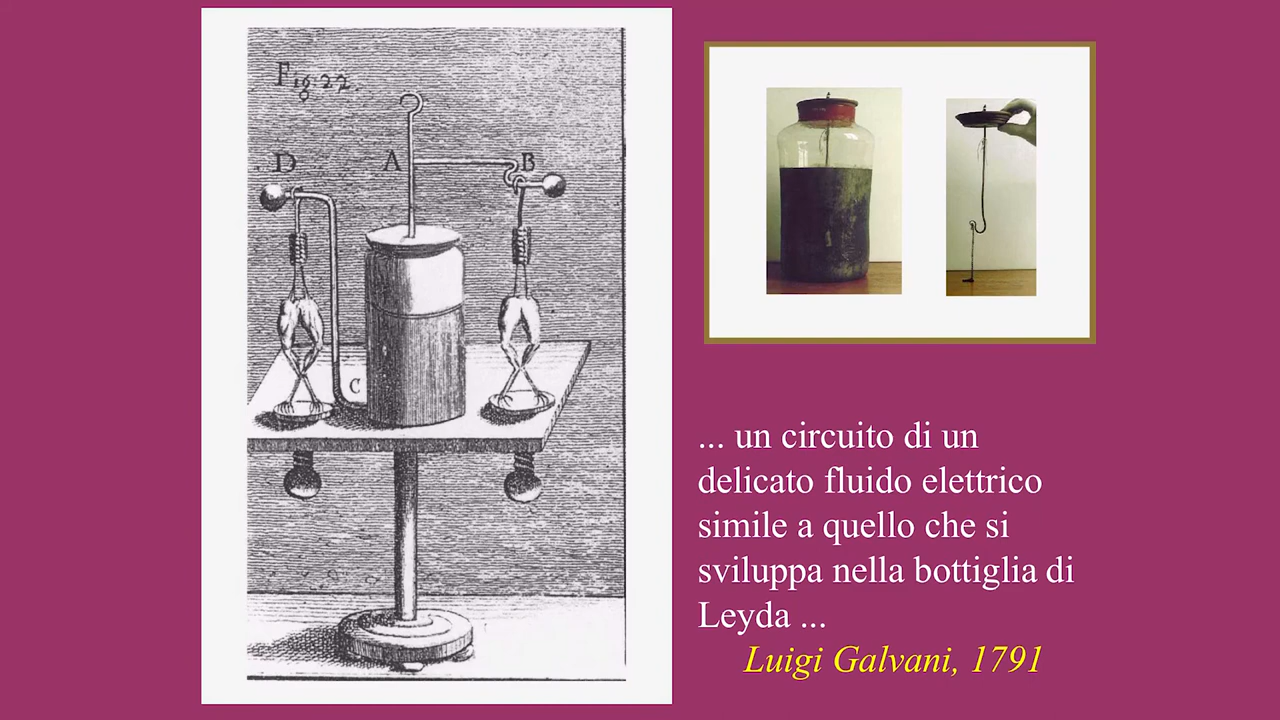 Fig: 22.
D
A
B
C
... un circuito di un
delicato fluido elettrico
simile a quello che si
sviluppa nella bottiglia di
Leyda ...
Luigi Galvani, 1791